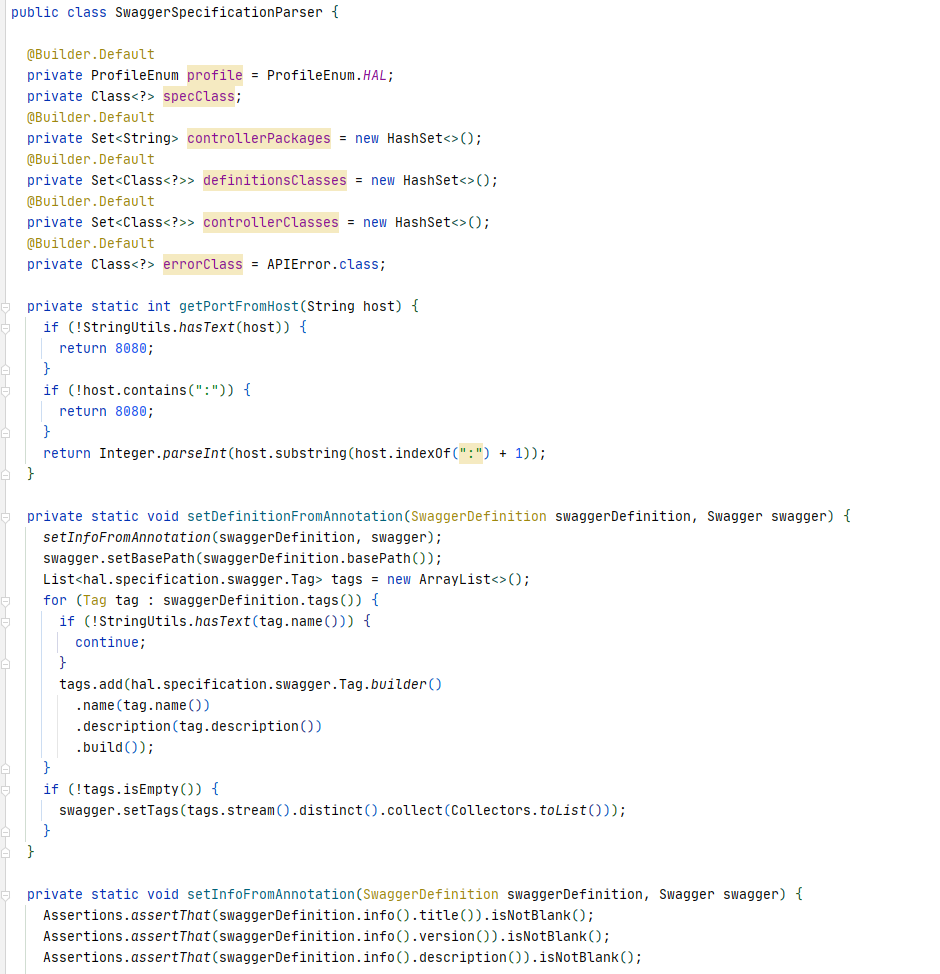 public class SwaggerSpecificationParser {
@Builder.Default
private ProfileEnum profile = ProfileEnum.HAL;
private Class<?> specClass;
@Builder.Default
private Set<String> controllerPackages = new HashSet<>();
@Builder.Default
private Set<Class<?>> definitionsClasses = new HashSet<>();
@Builder.Default
private Set<Class<?>> controllerClasses = new HashSet<>();
@Builder.Default
private Class<?> errorClass = APIError.class;
private static int getPortFromHost(String host) {
if (!StringUtils.hasText(host)) {
return 8080;
}
if (!host.contains(":")) {
return 8080;
}
return Integer.parseInt(host.substring(host.indexOf(":") + 1));
}
private static void setDefinitionFromAnnotation(SwaggerDefinition swaggerDefinition, Swagger swagger) {
setInfoFromAnnotation(swaggerDefinition, swagger);
swagger.setBasePath(swaggerDefinition.basePath());
List<hal.specification.swagger.Tag> tags = new ArrayList<>();
for (Tag tag : swaggerDefinition.tags()) {
if (!StringUtils.hasText(tag.name())) {
continue;
}
tags.add(hal.specification.swagger.Tag.builder()
.name(tag.name())
.description(tag.description())
.build());
}
if (!tags.isEmpty()) {
swagger.setTags(tags.stream().distinct().collect(Collectors.toList()));
}
}
private static void setInfoFromAnnotation(SwaggerDefinition swaggerDefinition, Swagger swagger) {
Assertions.assertThat(swaggerDefinition.info().title()).isNotBlank();
Assertions.assertThat(swaggerDefinition.info().version()).isNotBlank();
Assertions.assertThat(swaggerDefinition.info().description()).isNotBlank();